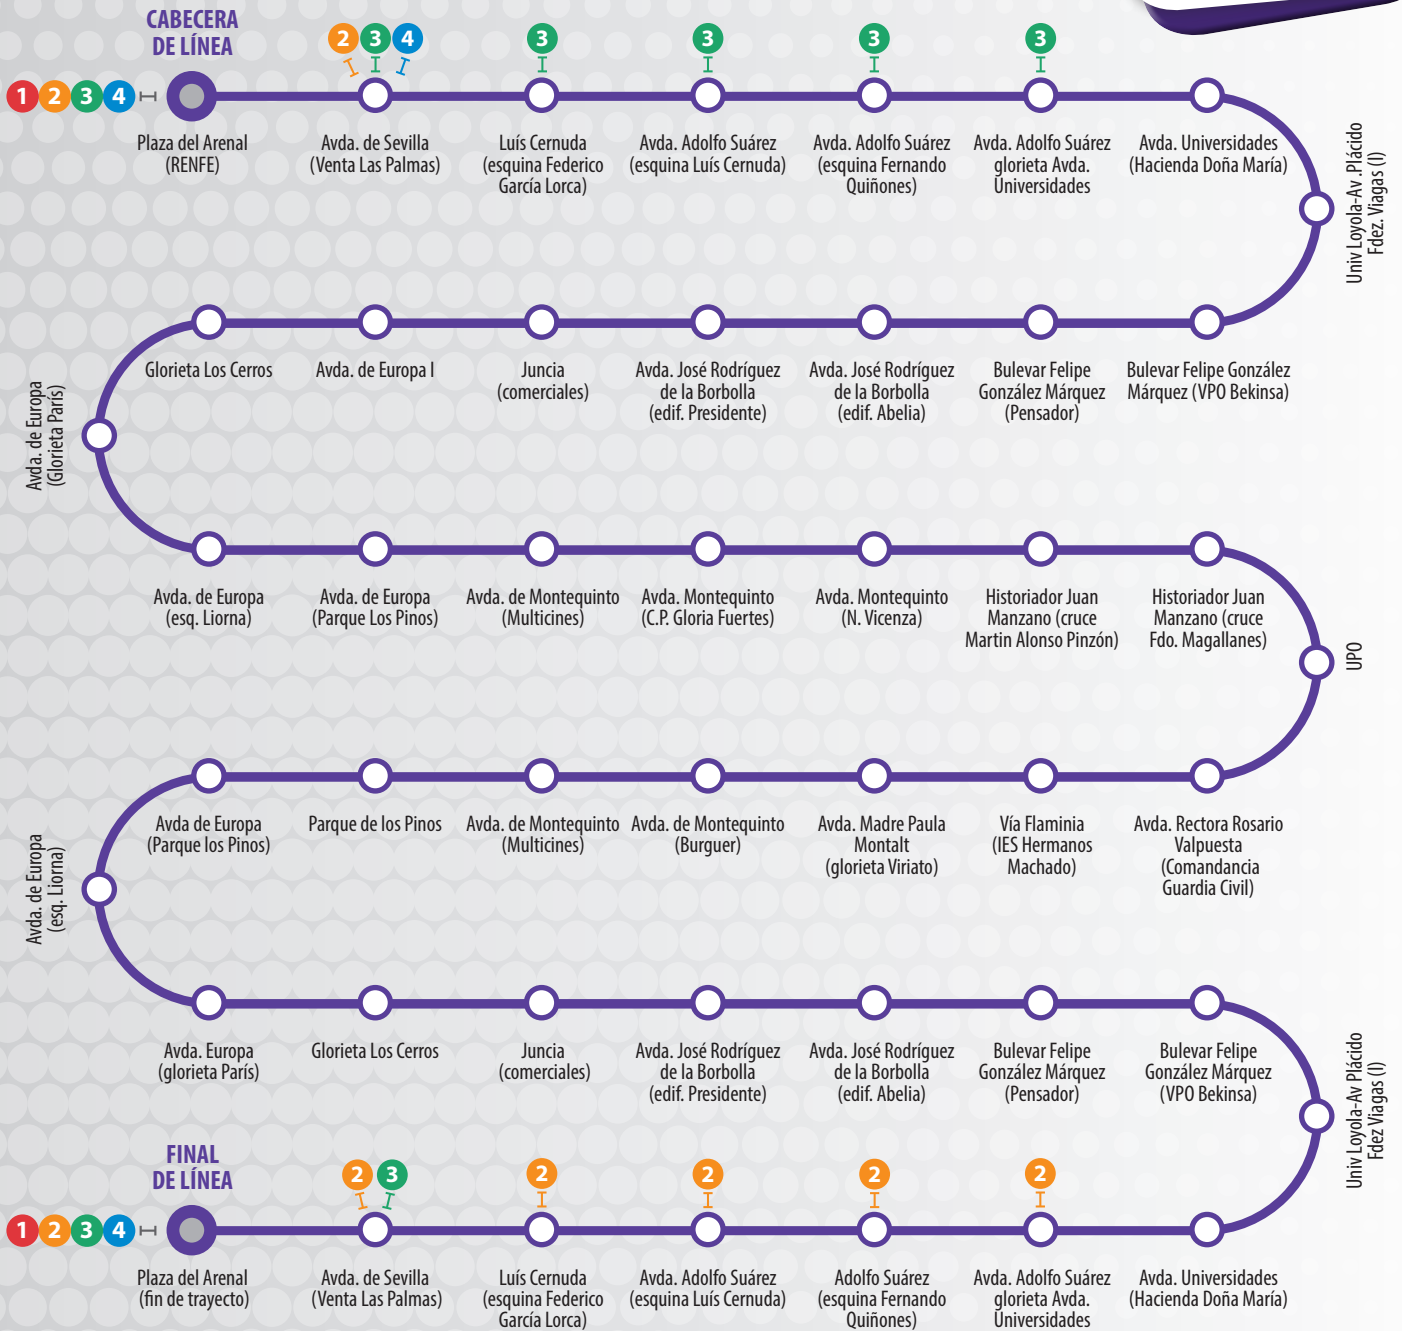 CABECERA
DE LÍNEA
2 3 4
3
3
3
3
1 2 3 4
Plaza del Arenal
(RENFE)
Avda. de Sevilla
(Venta Las Palmas)
Luís Cernuda
(esquina Federico
García Lorca)
Avda. Adolfo Suárez
(esquina Luís Cernuda)
Avda. Adolfo Suárez
(esquina Fernando
Quiñones)
Avda. Adolfo Suárez
glorieta Avda.
Universidades
Avda. Universidades
(Hacienda Doña María)
Univ Loyola-Av .Plácido
Fdez. Viagas (I)
Glorieta Los Cerros
Avda. de Europa I
Juncia
(comerciales)
Avda. José Rodríguez
de la Borbolla
(edif. Presidente)
Avda. José Rodríguez
de la Borbolla
(edif. Abelia)
Bulevar Felipe
González Márquez
(Pensador)
Bulevar Felipe González
Márquez (VPO Bekinsa)
Avda. de Europa
(Glorieta París)
Avda. de Europa
(esq. Liorna)
Avda. de Europa
(Parque Los Pinos)
Avda. de Montequinto
(Multicines)
Avda. Montequinto
(C.P. Gloria Fuertes)
Avda. Montequinto
(N. Vicenza)
Historiador Juan
Manzano (cruce
Martin Alonso Pinzón)
Historiador Juan
Manzano (cruce
Fdo. Magallanes)
UPO
Avda de Europa
(Parque los Pinos)
Parque de los Pinos
Avda. de Montequinto
(Multicines)
Avda. de Montequinto
(Burguer)
Avda. Madre Paula
Montalt
(glorieta Viriato)
Vía Flaminia
(IES Hermanos
Machado)
Avda. Rectora Rosario
Valpuesta
(Comandancia
Guardia Civil)
Avda. de Europa
(esq. Liorna)
Avda. Europa
(glorieta París)
Glorieta Los Cerros
Juncia
(comerciales)
Avda. José Rodríguez
de la Borbolla
(edif. Presidente)
Avda. José Rodríguez
de la Borbolla
(edif. Abelia)
Bulevar Felipe
González Márquez
(Pensador)
Bulevar Felipe
González Márquez
(VPO Bekinsa)
Univ Loyola-Av Plácido
Fdez Viagas (I)
FINAL
DE LÍNEA
2 3
2
2
2
2
1 2 3 4
Plaza del Arenal
(fin de trayecto)
Avda. de Sevilla
(Venta Las Palmas)
Luís Cernuda
(esquina Federico
García Lorca)
Avda. Adolfo Suárez
(esquina Luís Cernuda)
Adolfo Suárez
(esquina Fernando
Quiñones)
Avda. Adolfo Suárez
glorieta Avda.
Universidades
Avda. Universidades
(Hacienda Doña María)